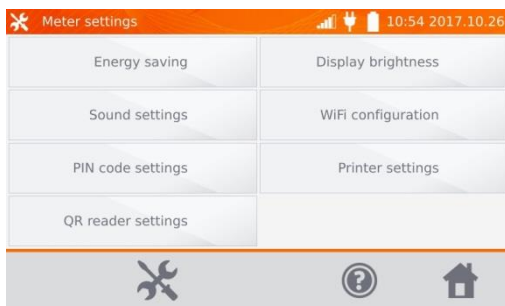 Meter settings 10:54 2017.10.26
Energy saving Display brightness
Sound settings WiFi configuration
PIN code settings Printer settings
QR reader settings
?